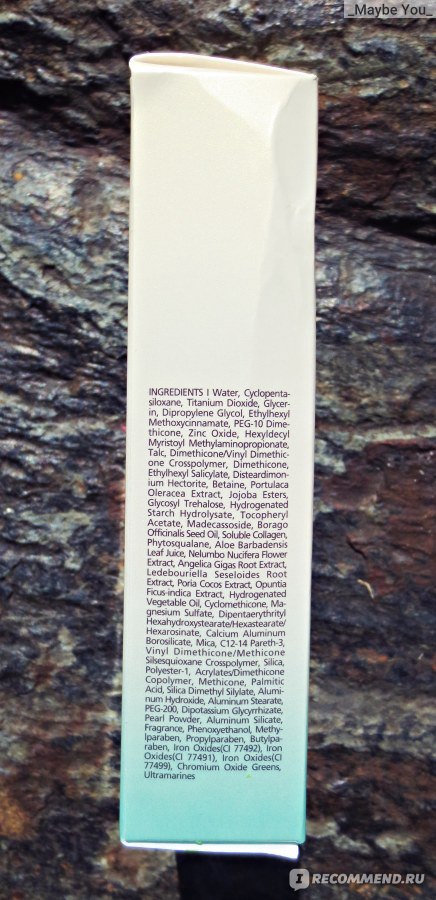 _Maybe You_
INGREDIENTS I Water, Cyclopenta-
siloxane, Titanium Dioxide, Glycer-
in, Dipropylene Glycol, Ethylhexyl
Methoxycinnamate, PEG-10 Dime-
thicone, Zinc Oxide, Hexyldecyl
Myristoyl Methylaminopropionate,
Talc, Dimethicone/Vinyl Dimethic-
one Crosspolymer, Dimethicone,
Ethylhexyl Salicylate, Disteardimon-
ium Hectorite, Betaine, Portulaca
Oleracea Extract, Jojoba Esters,
Glycosyl Trehalose, Hydrogenated
Starch Hydrolysate, Tocopheryl
Acetate, Madecassoside, Borago
Officinalis Seed Oil, Soluble Collagen,
Phytosqualane, Aloe Barbadensis
Leaf Juice, Nelumbo Nucifera Flower
Extract, Angelica Gigas Root Extract,
Ledebouriella Seseloides Root
Extract, Poria Cocos Extract, Opuntia
Ficus-indica Extract, Hydrogenated
Vegetable Oil, Cyclomethicone, Ma-
gnesium Sulfate, Dipentaerythrityl
Hexahydroxystearate/Hexastearate/
Hexarosinate, Calcium Aluminum
Borosilicate, Mica, C12-14 Pareth-3,
Vinyl Dimethicone/Methicone
Silsesquioxane Crosspolymer, Silica,
Polyester-1, Acrylates/Dimethicone
Copolymer, Methicone, Palmitic
Acid, Silica Dimethyl Silylate, Alumi-
num Hydroxide, Aluminum Stearate,
PEG-200, Dipotassium Glycyrrhizate,
Pearl Powder, Aluminum Silicate,
Fragrance, Phenoxyethanol, Methy-
lparaben, Propylparaben, Butylpa-
raben, Iron Oxides(CI 77492), Iron
Oxides(CI 77491), Iron Oxides(CI
77499), Chromium Oxide Greens,
Ultramarines
IRECOMMEND.RU